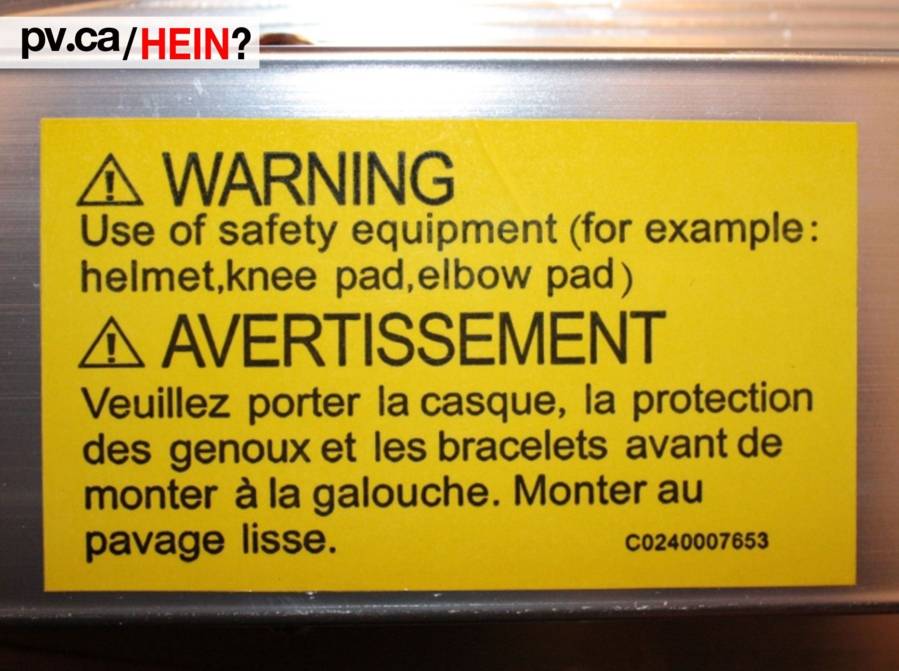 pv.ca/HEIN?
WARNING
Use of safety equipment (for example:
helmet,knee pad,elbow pad)
AVERTISSEMENT
Veuillez porter la casque, la protection
des genoux et les bracelets avant de
monter à la galouche. Monter au
pavage lisse.
C0240007653